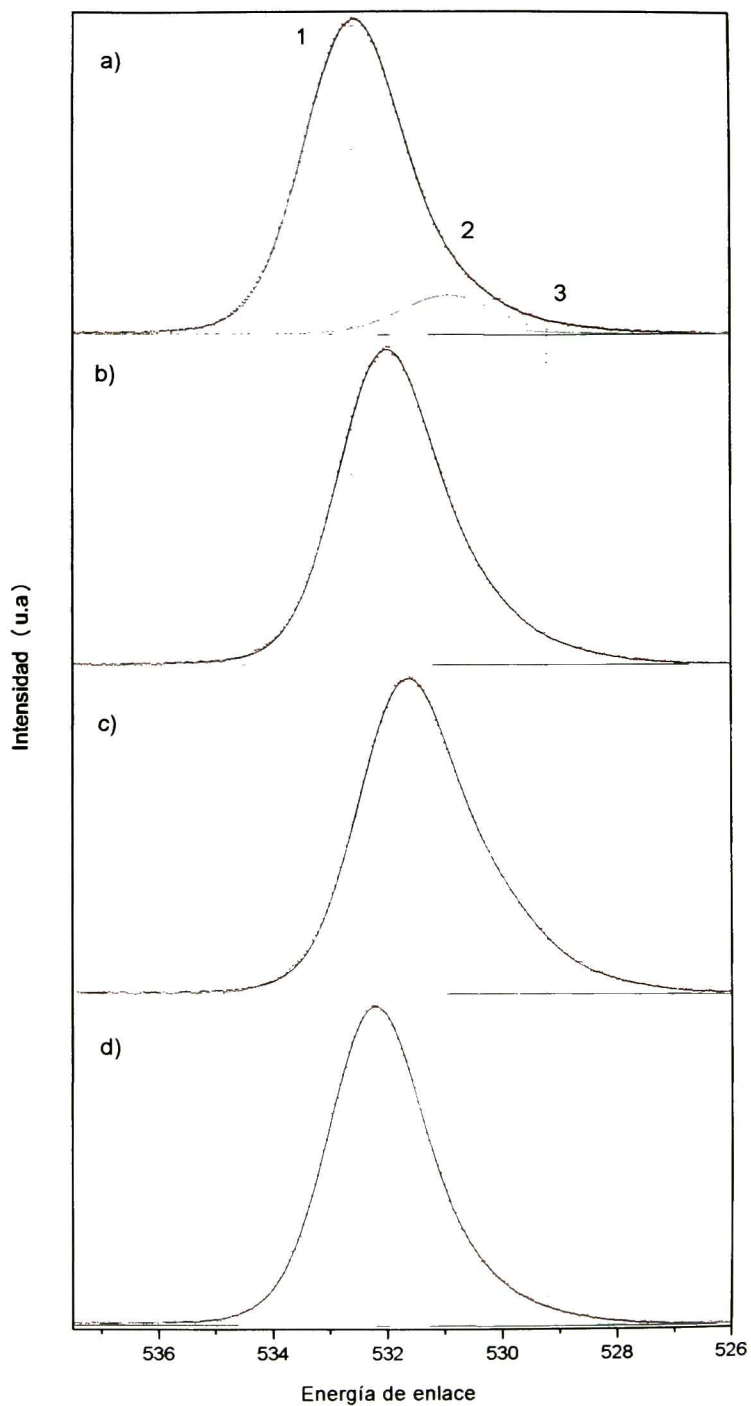 a)
1
2
3
b)
c)
d)
Intensidad (u.a)
536
534
532
530
528
526
Energía de enlace